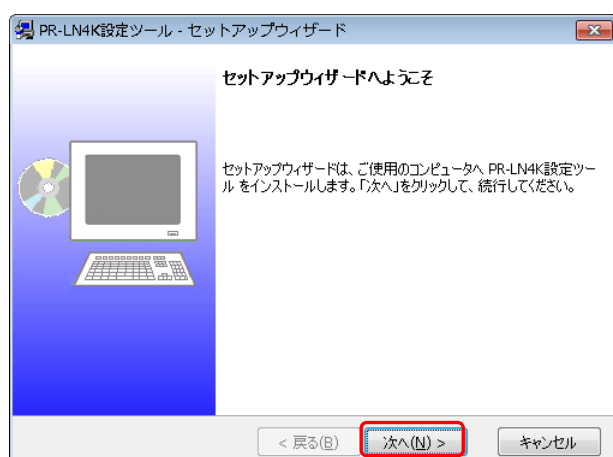 PR-LN4K設定ツール - セットアップウィザード
セットアップウィザードへようこそ
セットアップウィザードは、ご使用のコンピュータへ PR-LN4K設定ツー
ル をインストールします。「次へ」をクリックして、続行してください。
< 戻る(B) 次へ(N) > キャンセル